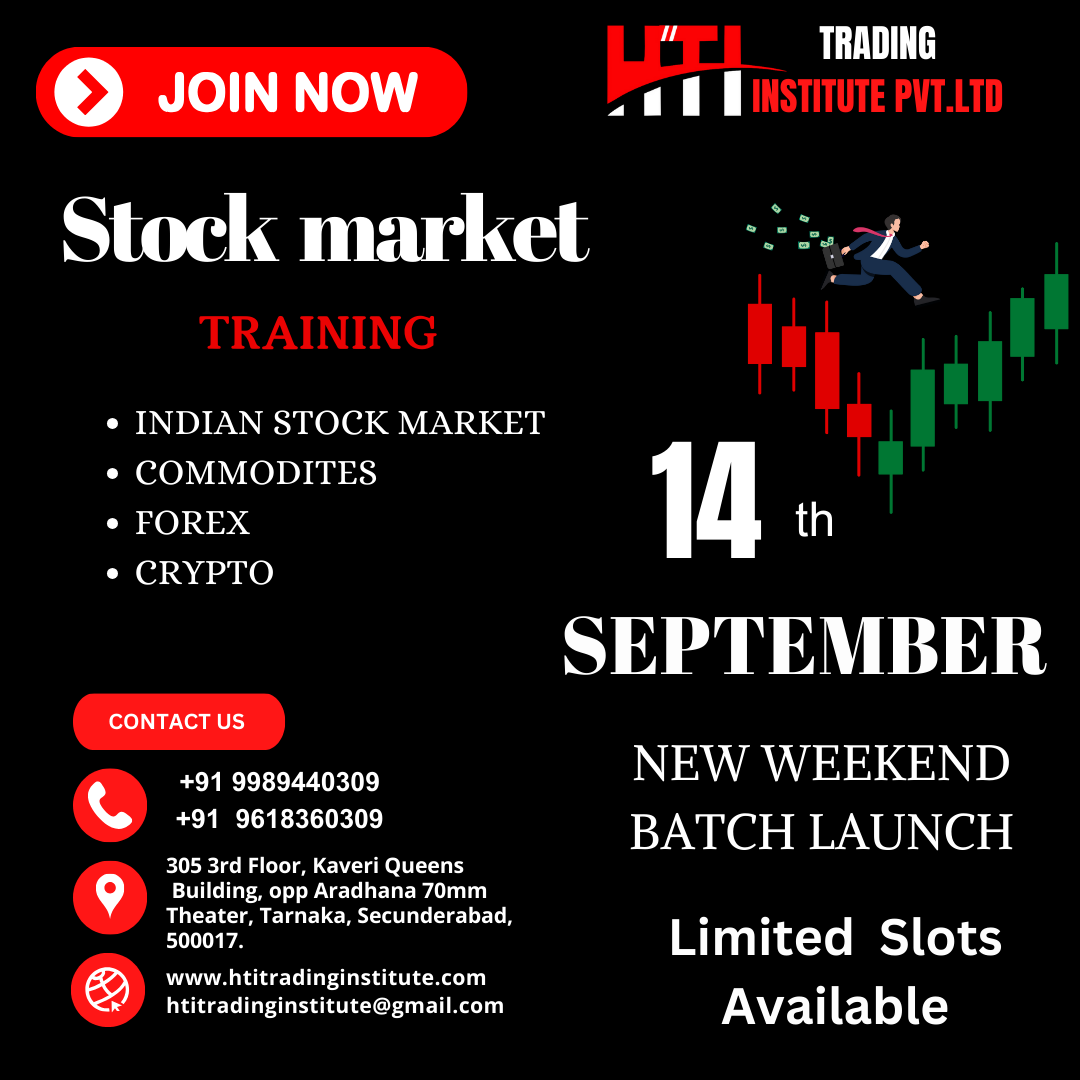 JOIN NOW
HTI
TRADING
INSTITUTE PVT.LTD
Stock market
TRAINING
• INDIAN STOCK MARKET
• COMMODITES
• FOREX
• CRYPTO
14 th
SEPTEMBER
NEW WEEKEND
BATCH LAUNCH
Limited Slots
Available
CONTACT US
+91 9989440309
+91 9618360309
305 3rd Floor, Kaveri Queens
Building, opp Aradhana 70mm
Theater, Tarnaka, Secunderabad,
500017.
www.htitradinginstitute.com
htitradinginstitute@gmail.com